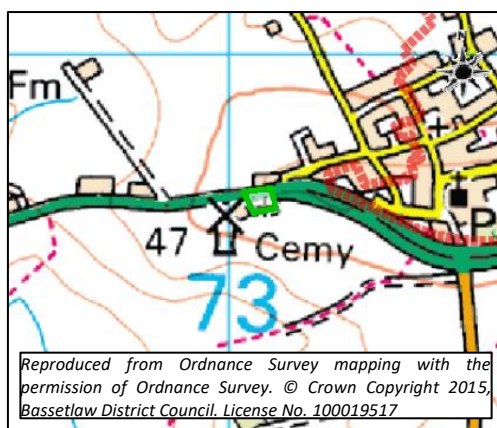 Fm
47
Cemy
73
P
Reproduced from Ordnance Survey mapping with the
permission of Ordnance Survey. © Crown Copyright 2015,
Bassetlaw District Council. License No. 100019517